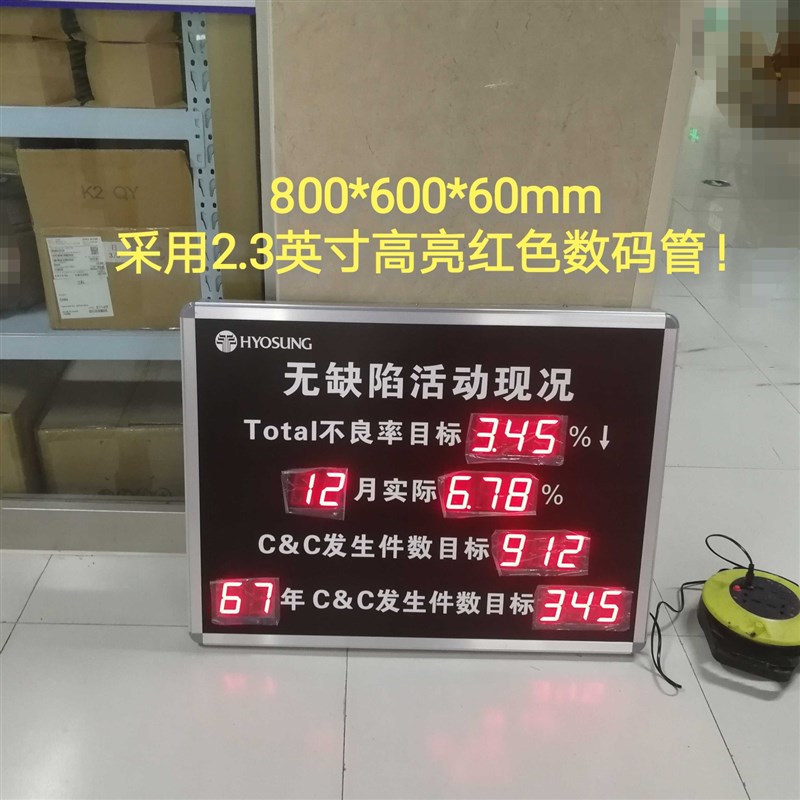 K2 QY
800*600*60mm
采用2.3英寸高亮红色数码管！
HYOSUNG
无缺陷活动现况
Total不良率目标 3.45 % ↓
12 月实际 6.78 %
C&C发生件数目标 912
67 年 C&C发生件数目标 345